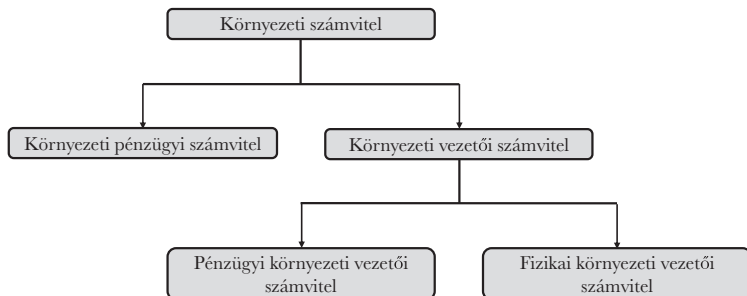 Környezeti számvitel
Környezeti pénzügyi számvitel
Környezeti vezetői számvitel
Pénzügyi környezeti vezetői
számvitel
Fizikai környezeti vezetői
számvitel